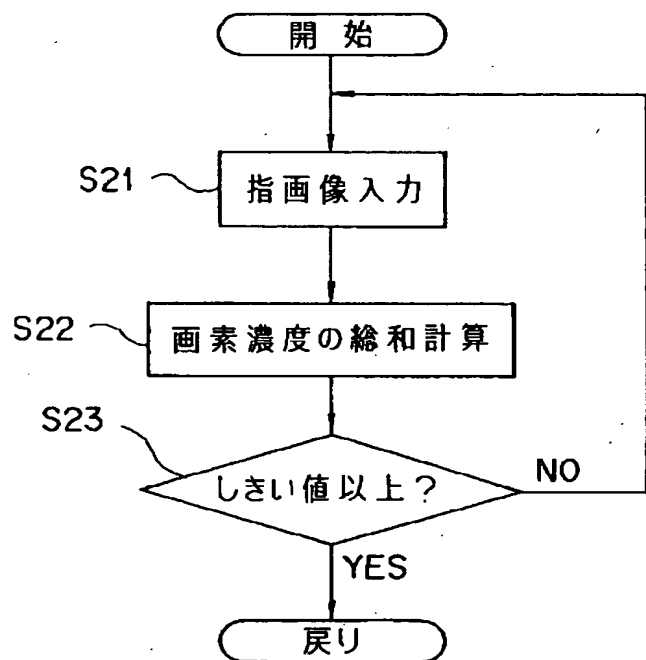 開始
S21
指画像入力
S22
画素濃度の総和計算
S23
しきい値以上?
NO
YES
戻り